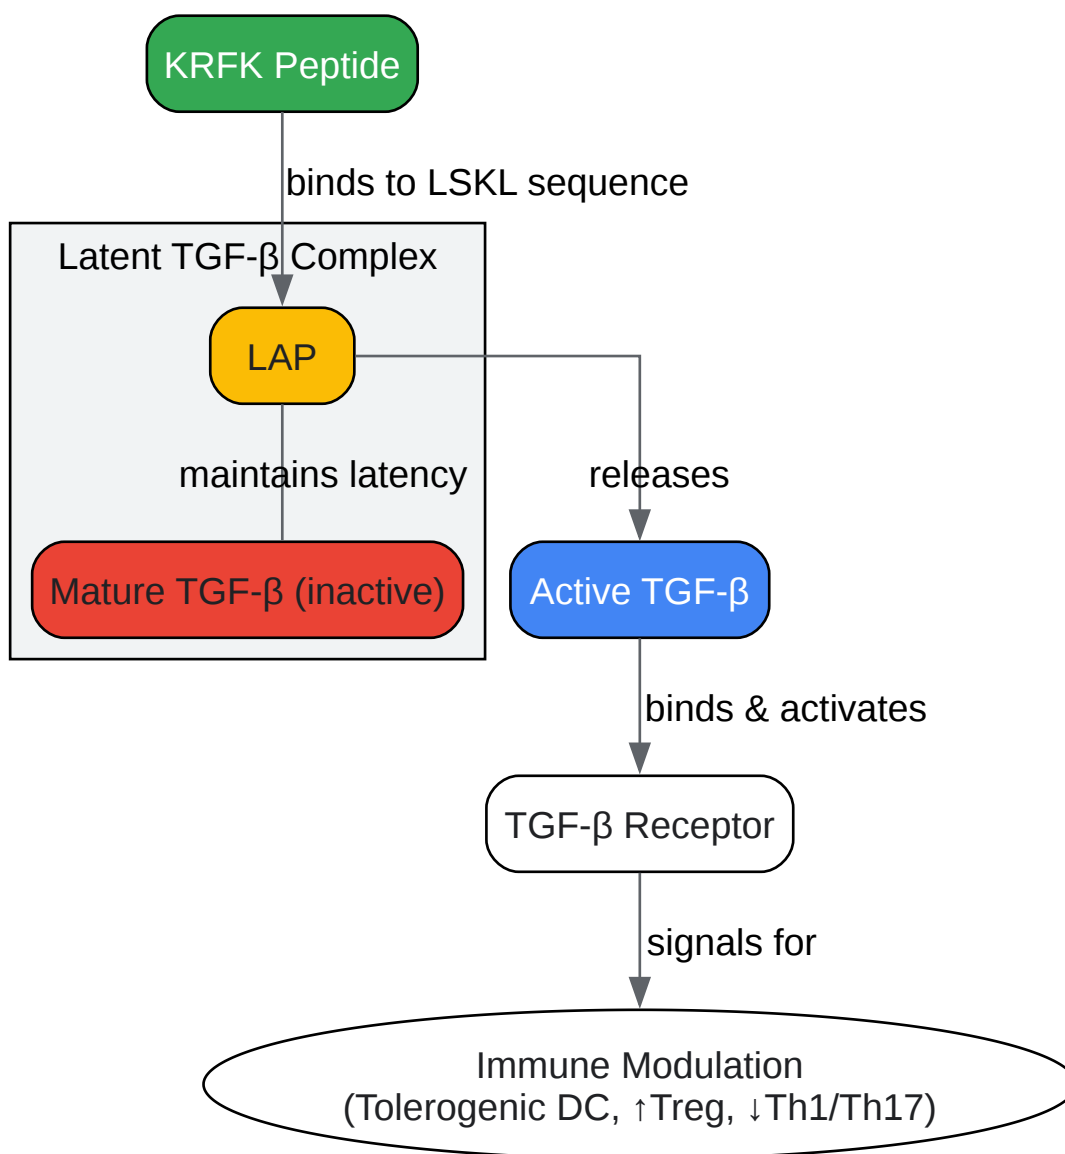 KRFK Peptide
binds to LSKL sequence
Latent TGF-β Complex
LAP
maintains latency
releases
Mature TGF-β (inactive)
Active TGF-β
binds & activates
TGF-β Receptor
signals for
Immune Modulation
(Tolerogenic DC, ↑Treg, ↓Th1/Th17)